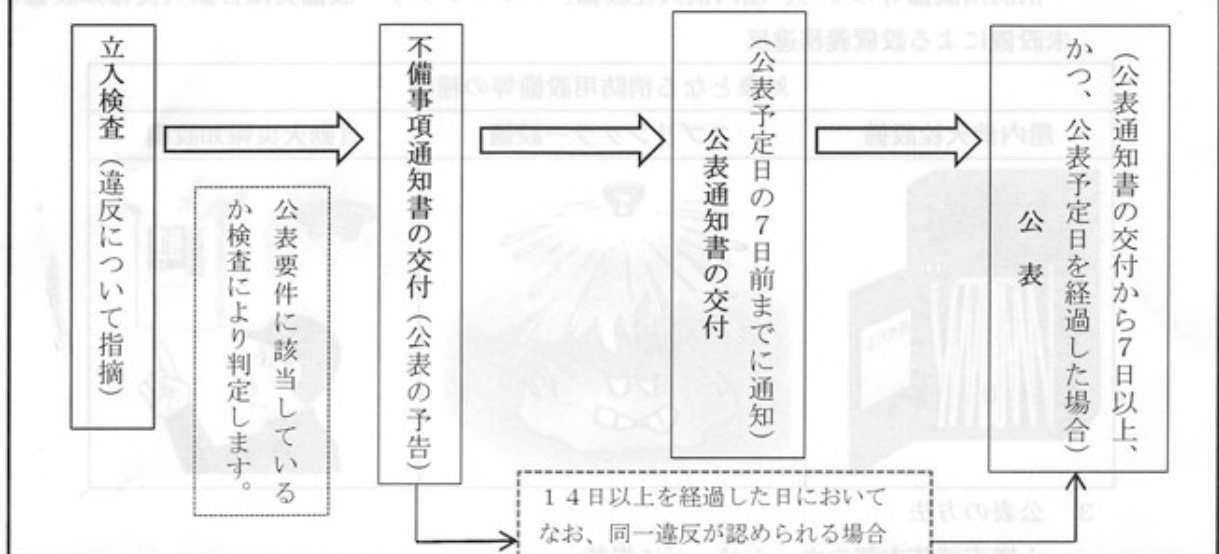 立入検査（違反について指摘）
公表要件に該当している
か検査により判定します。
不備事項通知書の交付（公表の予告）
公表通知書の交付
（公表予定日の７日前までに通知）
公　表
（公表通知書の交付から７日以上、
かつ、公表予定日を経過した場合）
１４日以上を経過した日において
なお、同一違反が認められる場合